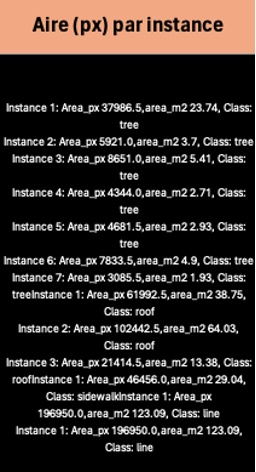 Aire (px) par instance
Instance 1: Area_px 37986.5,area_m2 23.74, Class:
tree
Instance 2: Area_px 5921.0,area_m2 3.7, Class: tree
Instance 3: Area_px 8651.0,area_m2 5.41, Class:
tree
Instance 4: Area_px 4344.0,area_m2 2.71, Class:
tree
Instance 5: Area_px 4681.5,area_m2 2.93, Class:
tree
Instance 6: Area_px 7833.5,area_m2 4.9, Class: tree
Instance 7: Area_px 3085.5,area_m2 1.93, Class:
treeInstance 1: Area_px 61992.5,area_m2 38.75,
Class: roof
Instance 2: Area_px 102442.5,area_m2 64.03,
Class: roof
Instance 3: Area_px 21414.5,area_m2 13.38, Class:
roofInstance 1: Area_px 46456.0,area_m2 29.04,
Class: sidewalkInstance 1: Area_px
196950.0,area_m2 123.09, Class: line
Instance 1: Area_px 196950.0,area_m2 123.09,
Class: line